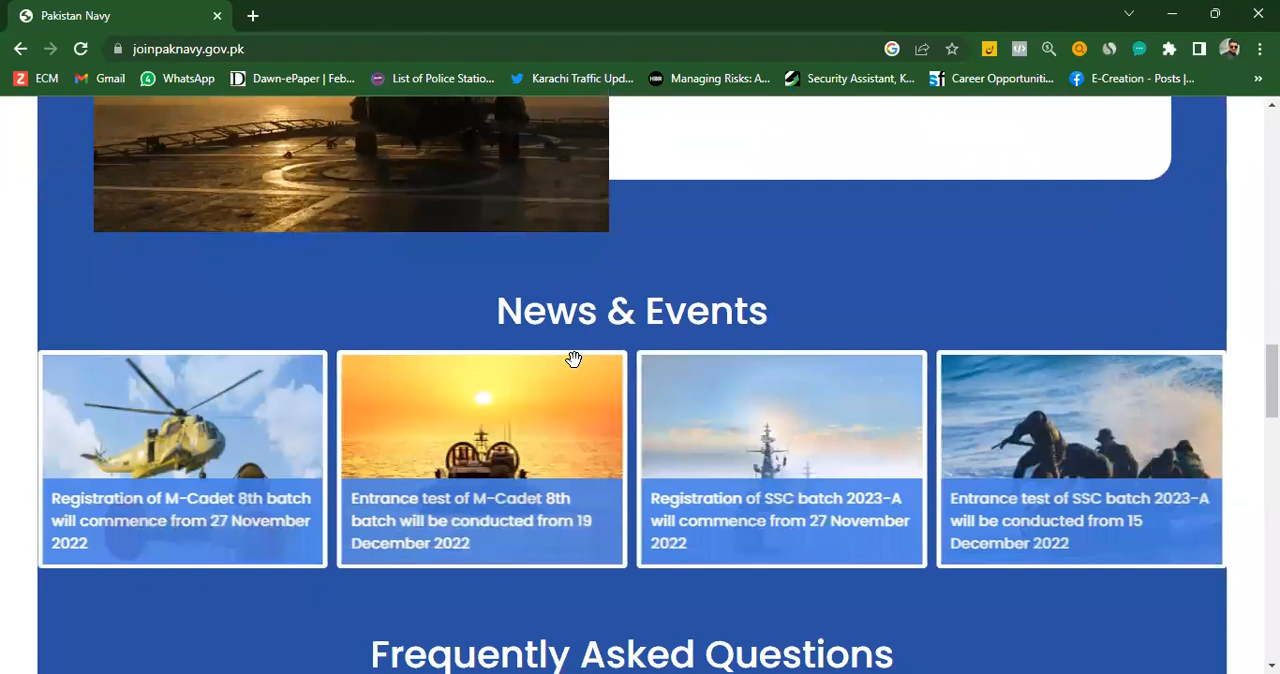 Pakistan Navy
joinpaknavy.gov.pk
ECM
Gmail
WhatsApp
Dawn-ePaper | Feb...
List of Police Statio...
Karachi Traffic Upd...
Managing Risks: A...
Security Assistant, K...
Career Opportuniti...
E-Creation - Posts |...
»
News & Events
Registration of M-Cadet 8th batch
will commence from 27 November
2022
Entrance test of M-Cadet 8th
batch will be conducted from 19
December 2022
Registration of SSC batch 2023-A
will commence from 27 November
2022
Entrance test of SSC batch 2023-A
will be conducted from 15
December 2022
Frequently Asked Questions